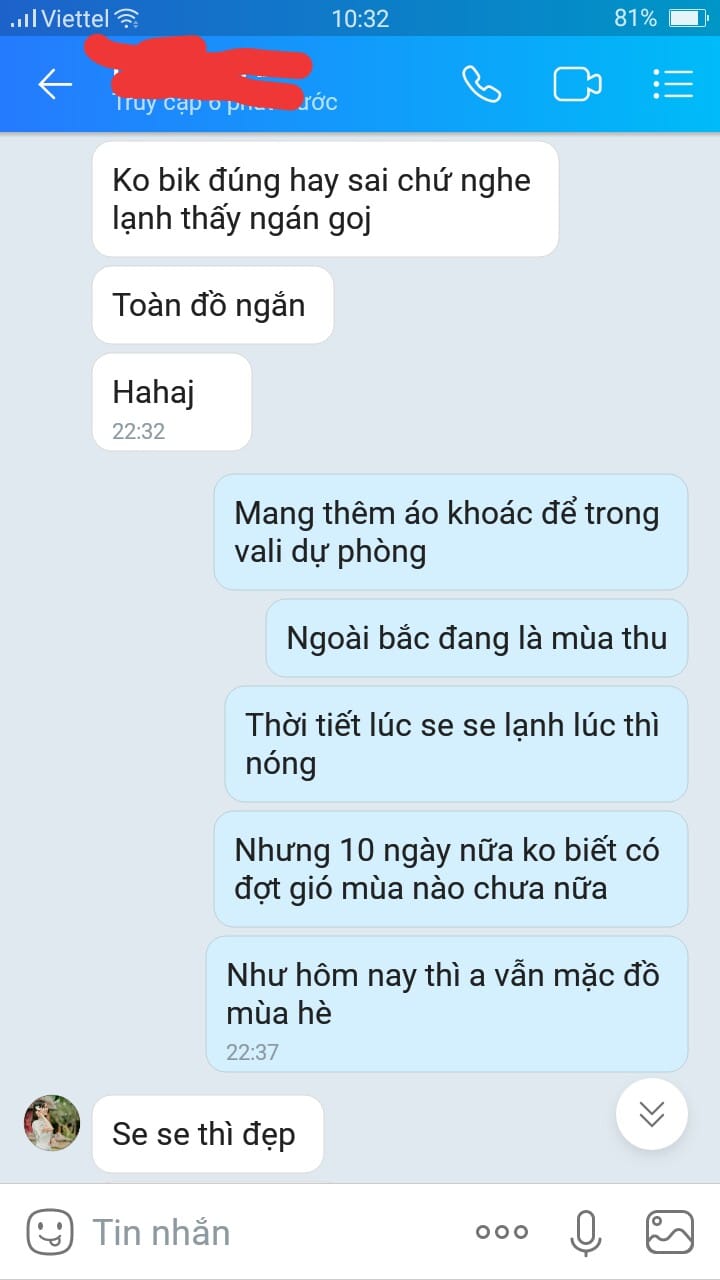 Viettel
10:32
81%
Truy cập 6
ước
Ko bik đúng hay sai chứ nghe
lạnh thấy ngán goj
Toàn đồ ngắn
Hahaj
22:32
Mang thêm áo khoác để trong
vali dự phòng
Ngoài bắc đang là mùa thu
Thời tiết lúc se se lạnh lúc thì
nóng
Nhưng 10 ngày nữa ko biết có
đợt gió mùa nào chưa nữa
Như hôm nay thì a vẫn mặc đồ
mùa hè
22:37
Se se thì đẹp
Tin nhắn